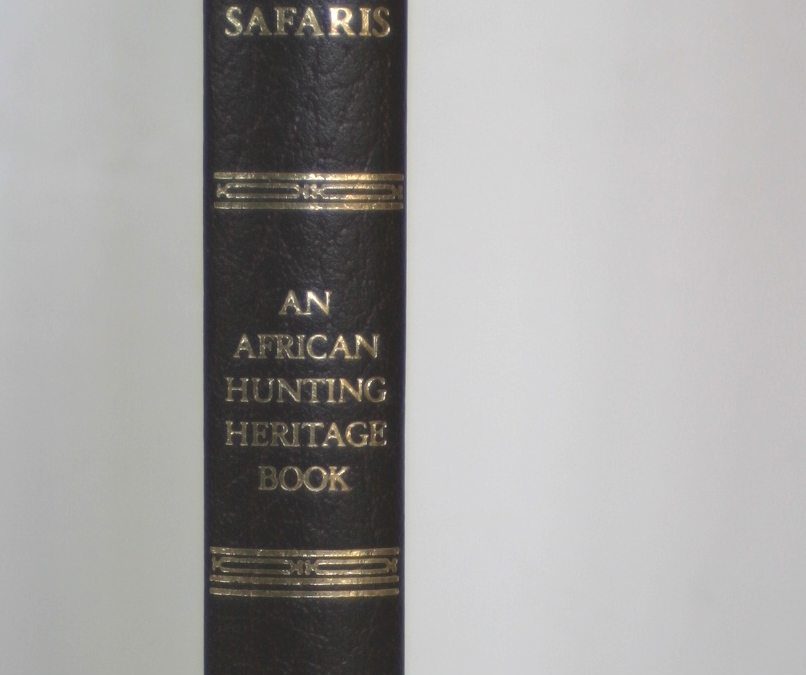 SAFARIS
AN
AFRICAN
HUNTING
HERITAGE
BOOK